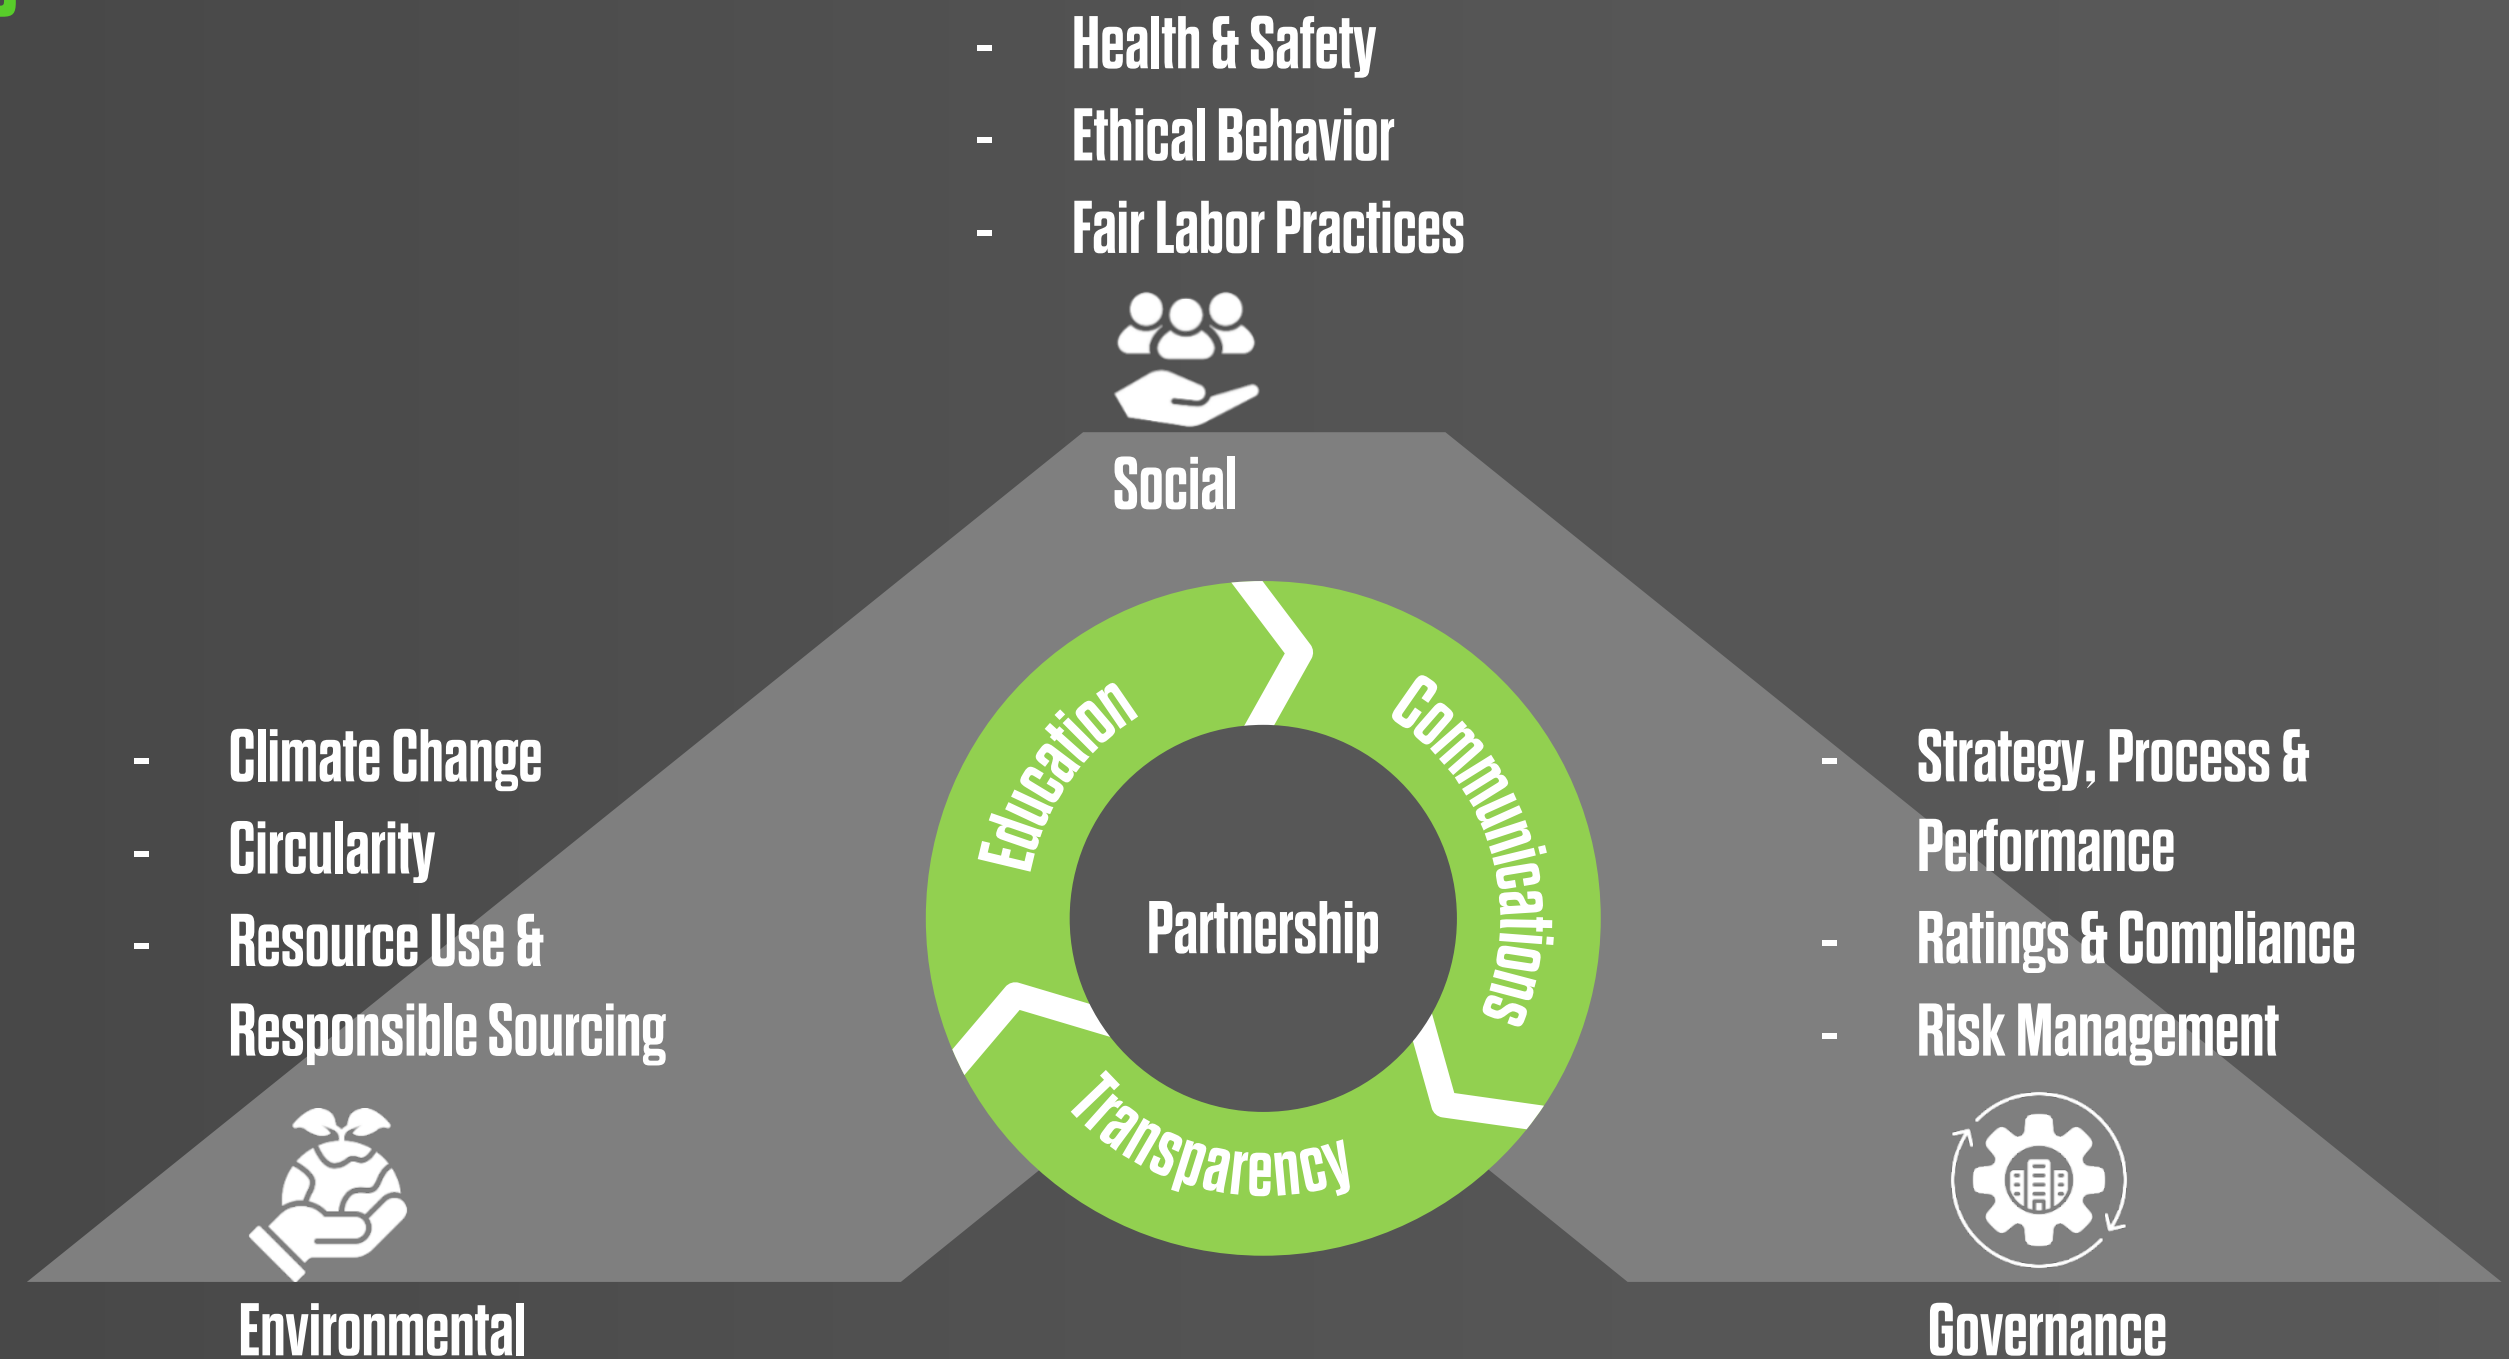 - Health & Safety
- Ethical Behavior
- Fair Labor Practices
Social
Education
Communications
Transparency
Partnership
- Climate Change
- Circularity
- Resource Use &
Responsible Sourcing
Environmental
- Strategy, Process &
Performance
- Ratings & Compliance
- Risk Management
Governance